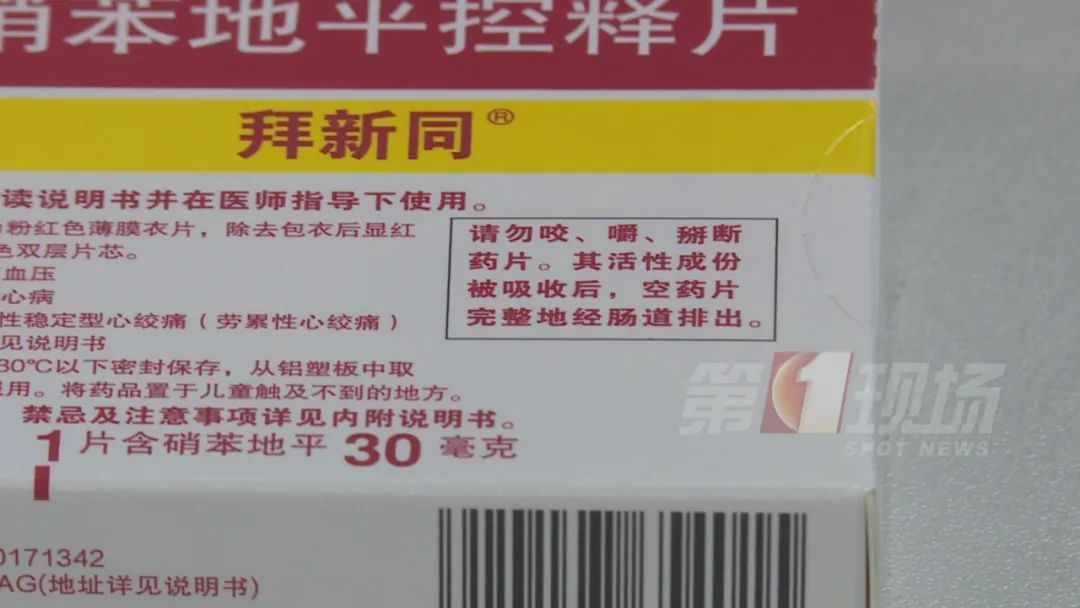 硝苯地平控释片
拜新同®
读说明书并在医师指导下使用。
粉红色薄膜衣片，除去包衣后显红
色双层片芯。
血压
心病
性稳定型心绞痛（劳累性心绞痛）
见说明书
30℃以下密封保存，从铝塑板中取
服用。将药品置于儿童触及不到的地方。
禁忌及注意事项详见内附说明书。
1片含硝苯地平 30 毫克
请勿咬、嚼、掰断
药片。其活性成份
被吸收后，空药片
完整地经肠道排出。
第1现场
SPOT NEWS
0171342
AG(地址详见说明书)